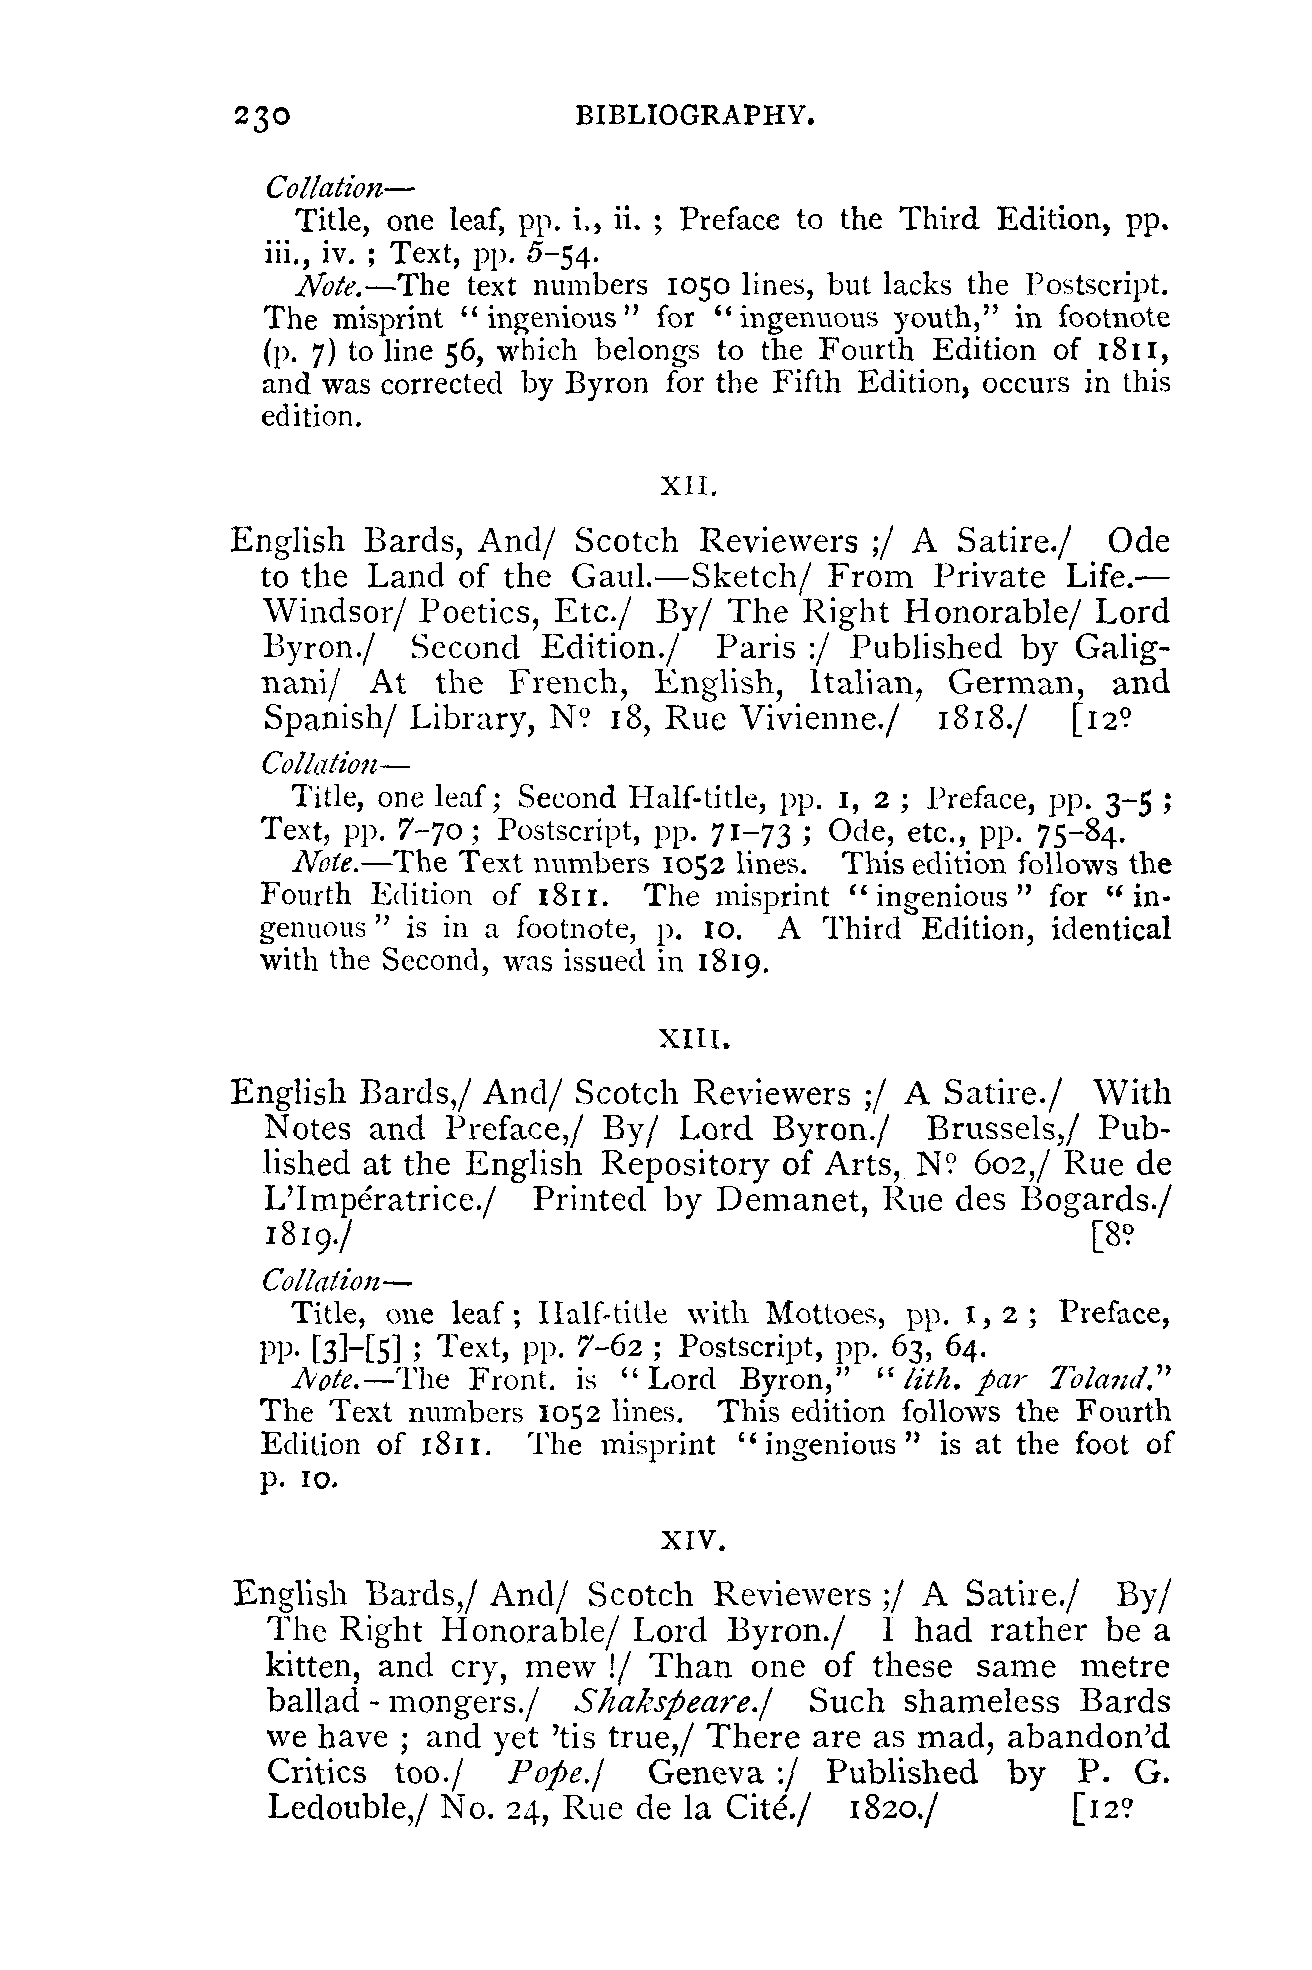 230 BIBLIOGRAPHY.
Collation—
Title, one leaf, pp. i., ii. ; Preface to the Third Edition, pp.
iii., iv. ; Text, pp. 5–54.
Note.—The text numbers 1050 lines, but lacks the Postscript.
The misprint “ingenious” for “ingenuous youth,” in footnote
(p. 7) to line 56, which belongs to the Fourth Edition of 1811,
and was corrected by Byron for the Fifth Edition, occurs in this
edition.
XII.
English Bards, And/ Scotch Reviewers ;/ A Satire./ Ode
to the Land of the Gaul.—Sketch/ From Private Life.—
Windsor/ Poetics, Etc./ By/ The Right Honorable/ Lord
Byron./ Second Edition./ Paris :/ Published by Galig-
nani/ At the French, English, Italian, German, and
Spanish/ Library, Nº 18, Rue Vivienne./ 1818./ [12º
Collation—
Title, one leaf ; Second Half-title, pp. 1, 2 ; Preface, pp. 3–5 ;
Text, pp. 7–70 ; Postscript, pp. 71–73 ; Ode, etc., pp. 75–84.
Note.—The Text numbers 1052 lines. This edition follows the
Fourth Edition of 1811. The misprint “ingenious” for “in-
genuous” is in a footnote, p. 10. A Third Edition, identical
with the Second, was issued in 1819.
XIII.
English Bards,/ And/ Scotch Reviewers ;/ A Satire./ With
Notes and Preface,/ By/ Lord Byron./ Brussels,/ Pub-
lished at the English Repository of Arts, Nº 602,/ Rue de
L’Impératrice./ Printed by Demanet, Rue des Bogards./
1819./ [8º
Collation—
Title, one leaf ; Half-title with Mottoes, pp. 1, 2 ; Preface,
pp. [3]–[5] ; Text, pp. 7–62 ; Postscript, pp. 63, 64.
Note.—The Front. is “Lord Byron,” “lith. par Toland.”
The Text numbers 1052 lines. This edition follows the Fourth
Edition of 1811. The misprint “ingenious” is at the foot of
p. 10.
XIV.
English Bards,/ And/ Scotch Reviewers ;/ A Satire./ By/
The Right Honorable/ Lord Byron./ I had rather be a
kitten, and cry, mew !/ Than one of these same metre
ballad-mongers./ Shakspeare./ Such shameless Bards
we have ; and yet ’tis true,/ There are as mad, abandon’d
Critics too./ Pope./ Geneva :/ Published by P. G.
Ledouble,/ No. 24, Rue de la Cité./ 1820./ [12º